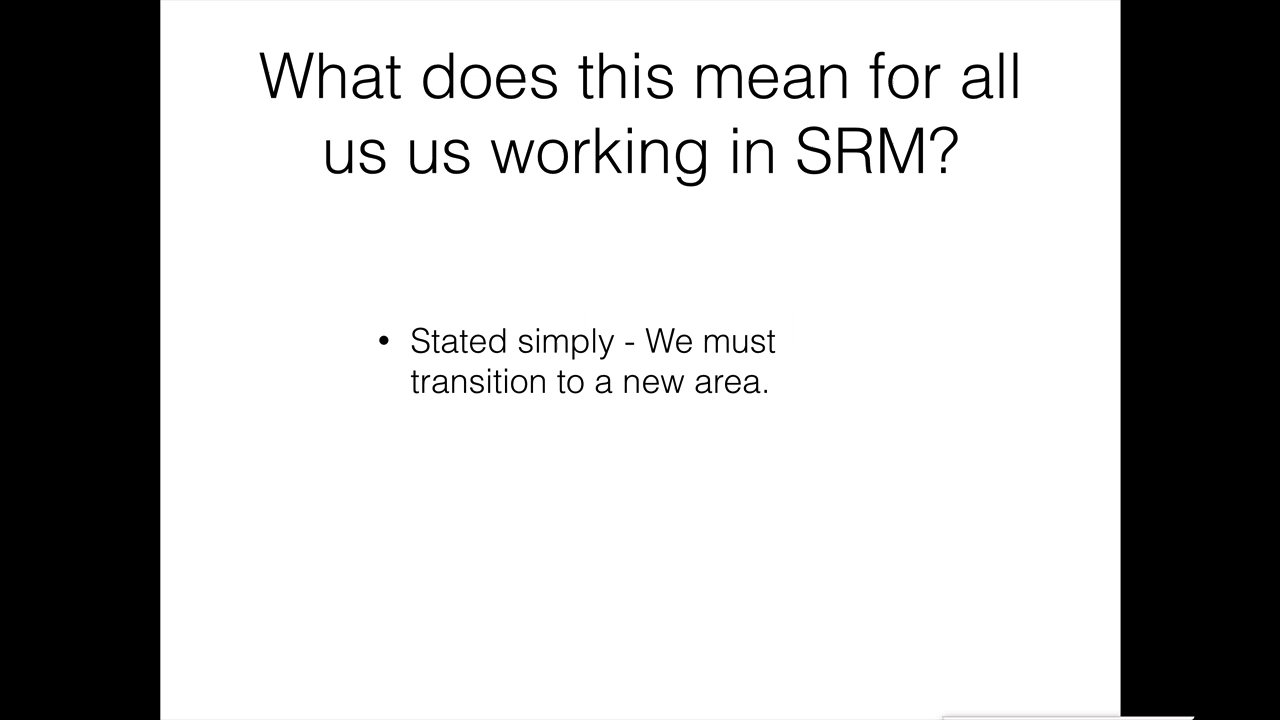 What does this mean for all
us us working in SRM?
• Stated simply - We must
transition to a new area.